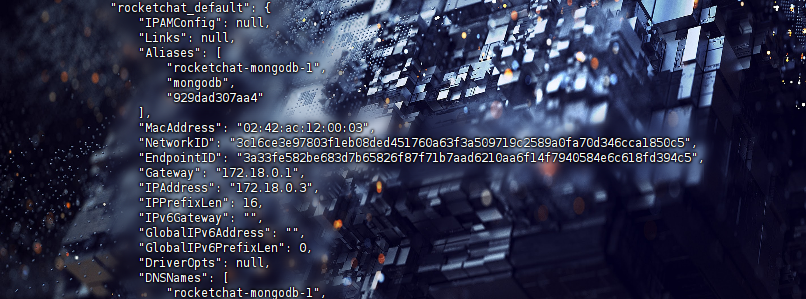 "rocketchat_default": {
"IPAMConfig": null,
"Links": null,
"Aliases": [
"rocketchat-mongodb-1",
"mongodb",
"929dad307aa4"
],
"MacAddress": "02:42:ac:12:00:03",
"NetworkID": "3c16ce3e97803f1eb08ded451760a63f3a509719c2589a0fa70d346cca1850c5",
"EndpointID": "3a33fe582be683d7b65826f87f71b7aad6210aa6f14f7940584e6c618fd394c5",
"Gateway": "172.18.0.1",
"IPAddress": "172.18.0.3",
"IPPrefixLen": 16,
"IPv6Gateway": "",
"GlobalIPv6Address": "",
"GlobalIPv6PrefixLen": 0,
"DriverOpts": null,
"DNSNames": [
"rocketchat-mongodb-1",